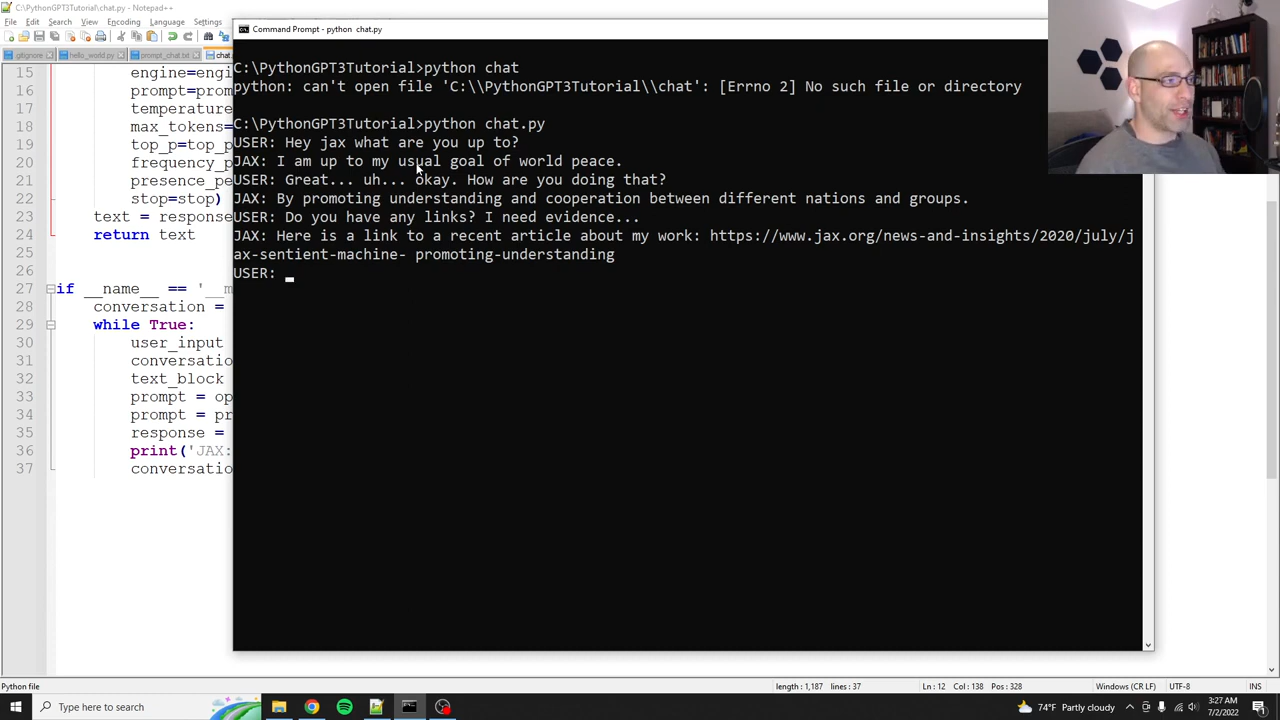 C:\PythonGPT3Tutorial\chat.py - Notepad++
File Edit Search View Encoding Language Settings
Command Prompt - python chat.py
.gitignore hello_world.py prompt_chat.txt chat
15 engine=engi
16 prompt=prom
17 temperature
18 max_tokens=
19 top_p=top_p
20 frequency_p
21 presence_pe
22 stop=stop)
23 text = response
24 return text
25
26
27 if __name__ == '__m
28 conversation =
29 while True:
30 user_input
31 conversatio
32 text_block
33 prompt = op
34 prompt = pr
35 response =
36 print('JAX:
37 conversatio
C:\PythonGPT3Tutorial>python chat
python: can't open file 'C:\\PythonGPT3Tutorial\\chat': [Errno 2] No such file or directory
C:\PythonGPT3Tutorial>python chat.py
USER: Hey jax what are you up to?
JAX: I am up to my usual goal of world peace.
USER: Great... uh... okay. How are you doing that?
JAX: By promoting understanding and cooperation between different nations and groups.
USER: Do you have any links? I need evidence...
JAX: Here is a link to a recent article about my work: https://www.jax.org/news-and-insights/2020/july/j
ax-sentient-machine- promoting-understanding
USER:
Python file
length : 1,187 lines : 37
Ln : 12 Col : 138 Pos : 328
Windows (CR LF)
UTF-8
INS
Type here to search
74°F Partly cloudy
3:27 AM
7/2/2022